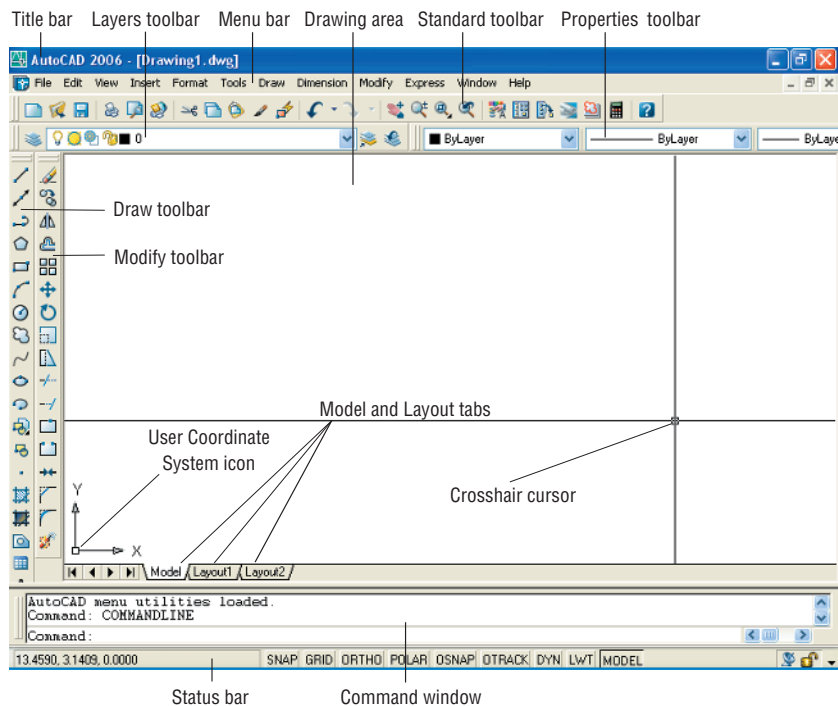 Title bar Layers toolbar Menu bar Drawing area Standard toolbar Properties toolbar
AutoCAD 2006 - [Drawing1.dwg]
File Edit View Insert Format Tools Draw Dimension Modify Express Window Help
0 ByLayer ByLayer ByLaye
Draw toolbar
Modify toolbar
Model and Layout tabs
User Coordinate
System icon
Crosshair cursor
Y
X
Model Layout1 Layout2
AutoCAD menu utilities loaded.
Command: COMMANDLINE
Command:
13.4590, 3.1409, 0.0000 SNAP GRID ORTHO POLAR OSNAP OTRACK DYN LWT MODEL
Status bar Command window